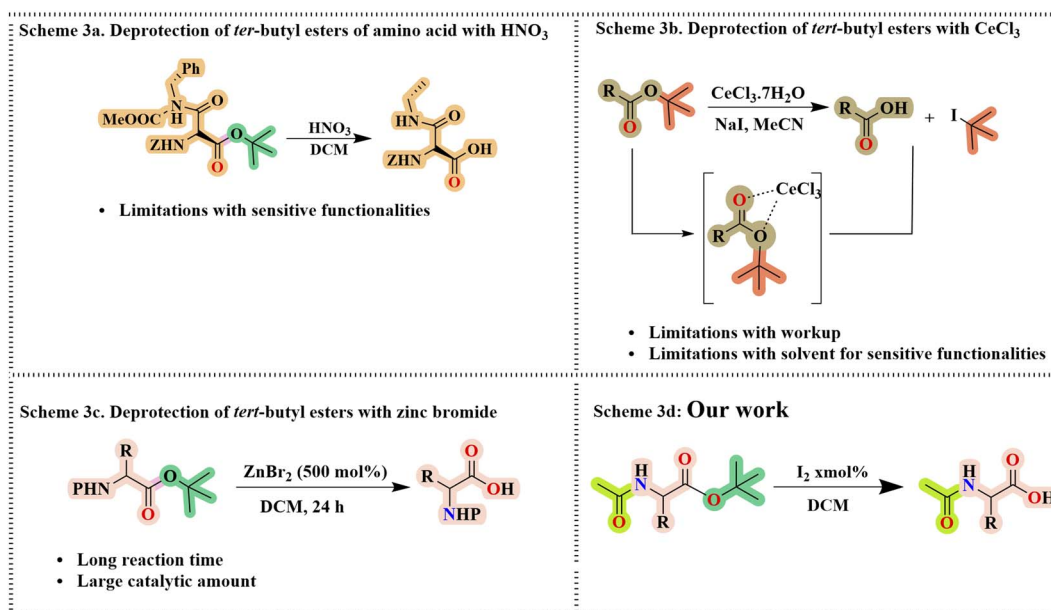 Scheme 3a. Deprotection of ter-butyl esters of amino acid with HNO3
Ph
O
MeOOC
N
H
O
ZHN
O
HNO3
DCM
HN
O
ZHN
OH
O
• Limitations with sensitive functionalities
Scheme 3b. Deprotection of tert-butyl esters with CeCl3
R
O
O
CeCl3.7H2O
NaI, MeCN
R
OH
O
+
I
O
CeCl3
R
O
• Limitations with workup
• Limitations with solvent for sensitive functionalities
Scheme 3c. Deprotection of tert-butyl esters with zinc bromide
R
O
PHN
O
ZnBr2 (500 mol%)
DCM, 24 h
O
R
OH
NHP
• Long reaction time
• Large catalytic amount
Scheme 3d: Our work
H
N
O
O
O
R
I2 xmol%
DCM
H
N
O
OH
O
R